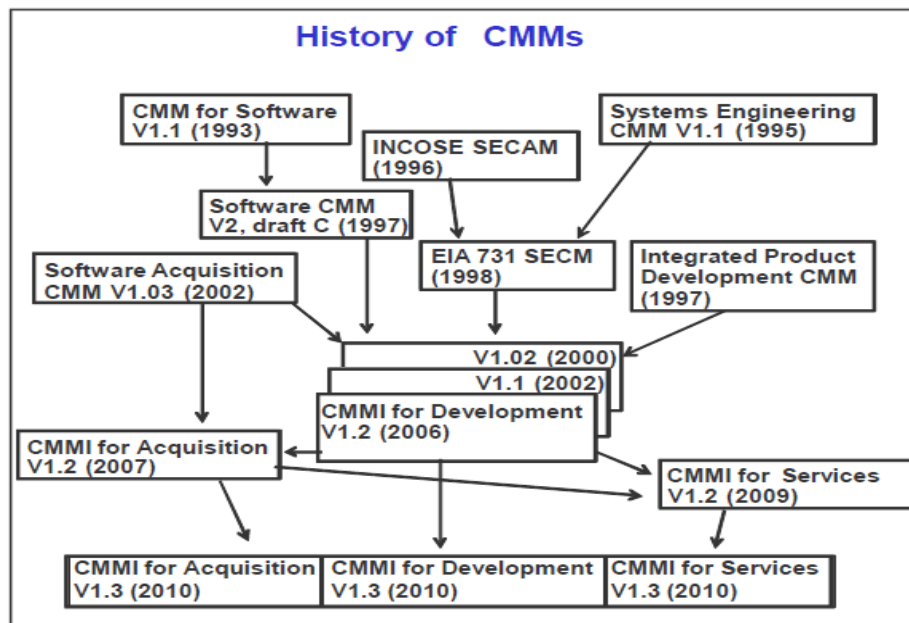 History of CMMs
CMM for Software
V1.1 (1993)
Systems Engineering
CMM V1.1 (1995)
INCOSE SECAM
(1996)
Software CMM
V2, draft C (1997)
EIA 731 SECM
(1998)
Integrated Product
Development CMM
(1997)
Software Acquisition
CMM V1.03 (2002)
V1.02 (2000)
V1.1 (2002)
CMMI for Development
V1.2 (2006)
CMMI for Acquisition
V1.2 (2007)
CMMI for Services
V1.2 (2009)
CMMI for Acquisition
V1.3 (2010)
CMMI for Development
V1.3 (2010)
CMMI for Services
V1.3 (2010)